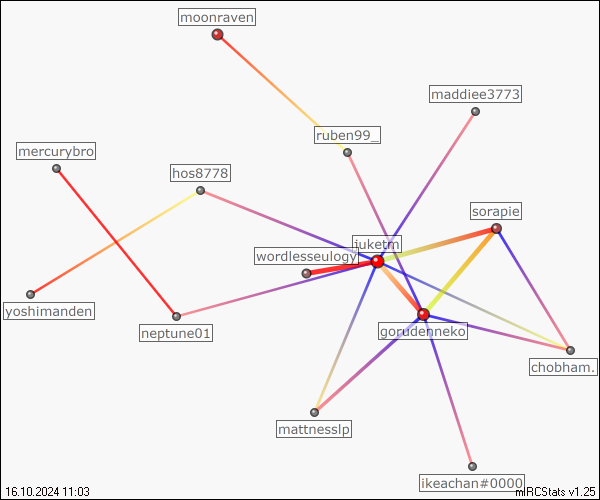 moonraven
maddiee3773
ruben99_
mercurybro
hos8778
sorapie
juketm
wordlesseulogy
yoshimanden
neptune01
gorudenneko
chobham.
mattnesslp
ikeachan#0000
16.10.2024 11:03
mIRCStats v1.25